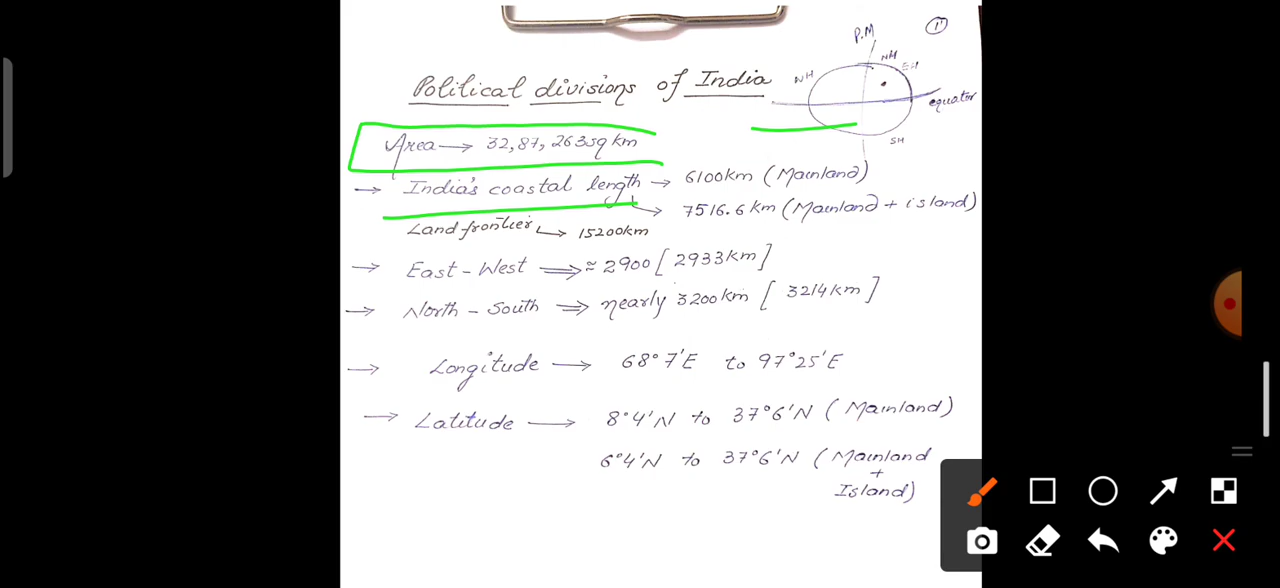 1
P.M
NH
NH
EH
Political divisions of India
equator
SH
Area → 32,87,263sq km
→ India's coastal length → 6100km (Mainland)
→ 7516.6 km (Mainland + island)
Land frontier → 15200km
→ East-West ⇒ ≈ 2900 [2933km]
→ North-South ⇒ nearly 3200km [3214km]
→ Longitude → 68°7'E to 97°25'E
→ Latitude → 8°4'N to 37°6'N (Mainland)
6°4'N to 37°6'N (Mainland
+
Island)